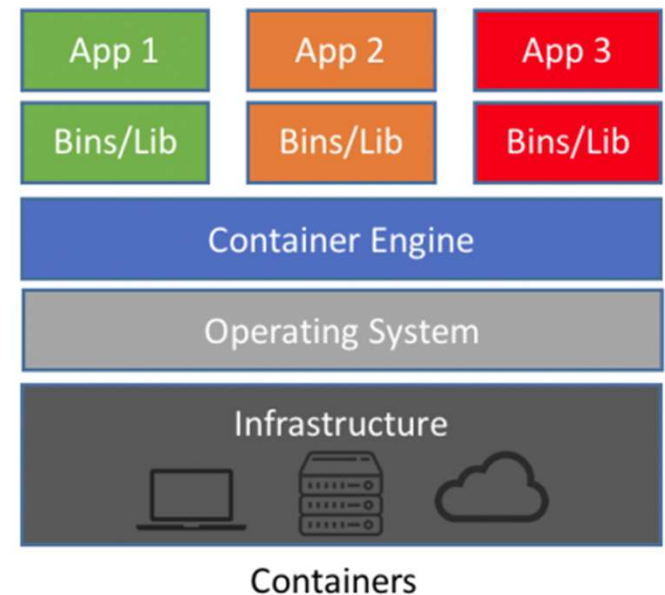 App 1
App 2
App 3
Bins/Lib
Bins/Lib
Bins/Lib
Container Engine
Operating System
Infrastructure
Containers